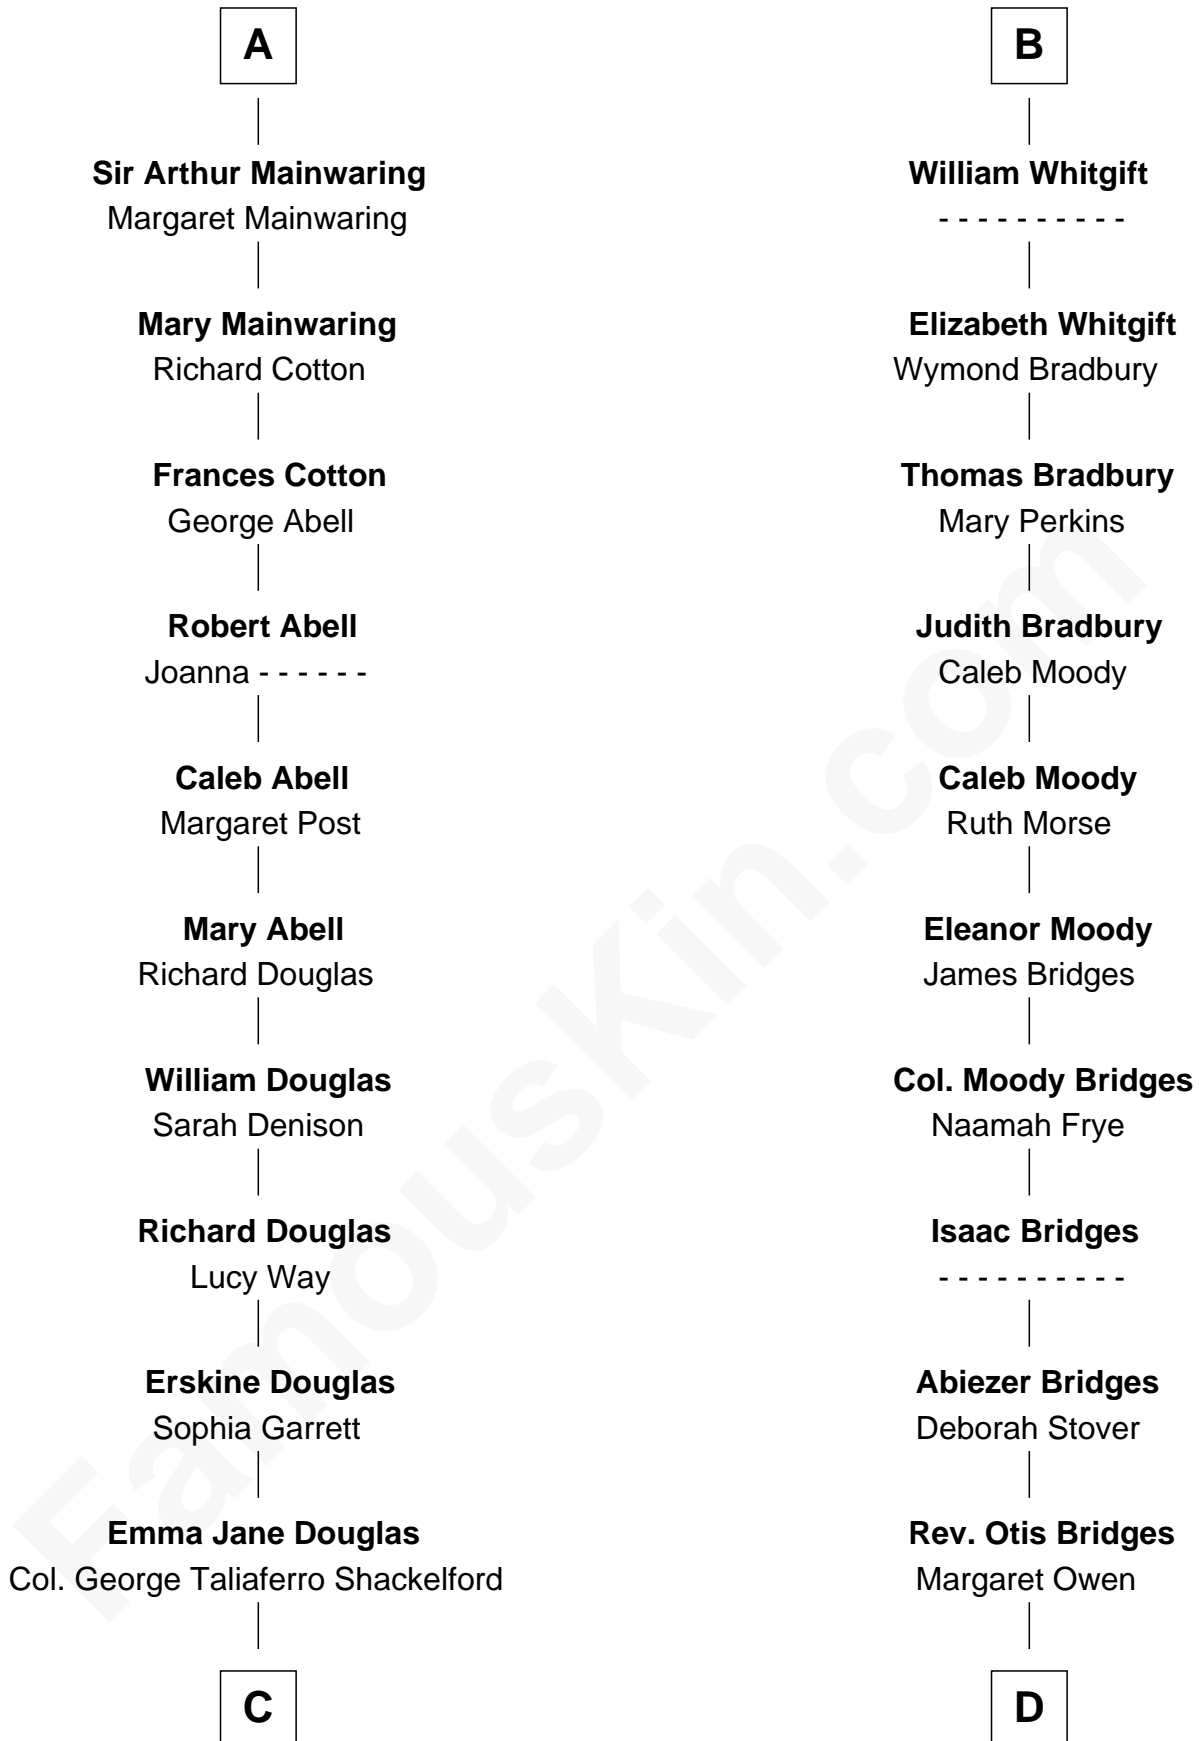 A
Sir Arthur Mainwaring
Margaret Mainwaring
Mary Mainwaring
Richard Cotton
Frances Cotton
George Abell
Robert Abell
Joanna - - - - - -
Caleb Abell
Margaret Post
Mary Abell
Richard Douglas
William Douglas
Sarah Denison
Richard Douglas
Lucy Way
Erskine Douglas
Sophia Garrett
Emma Jane Douglas
Col. George Taliaferro Shackelford
C
B
William Whitgift
- - - - - - - - - -
Elizabeth Whitgift
Wymond Bradbury
Thomas Bradbury
Mary Perkins
Judith Bradbury
Caleb Moody
Caleb Moody
Ruth Morse
Eleanor Moody
James Bridges
Col. Moody Bridges
Naamah Frye
Isaac Bridges
- - - - - - - - - -
Abiezer Bridges
Deborah Stover
Rev. Otis Bridges
Margaret Owen
D
FamousKin.com